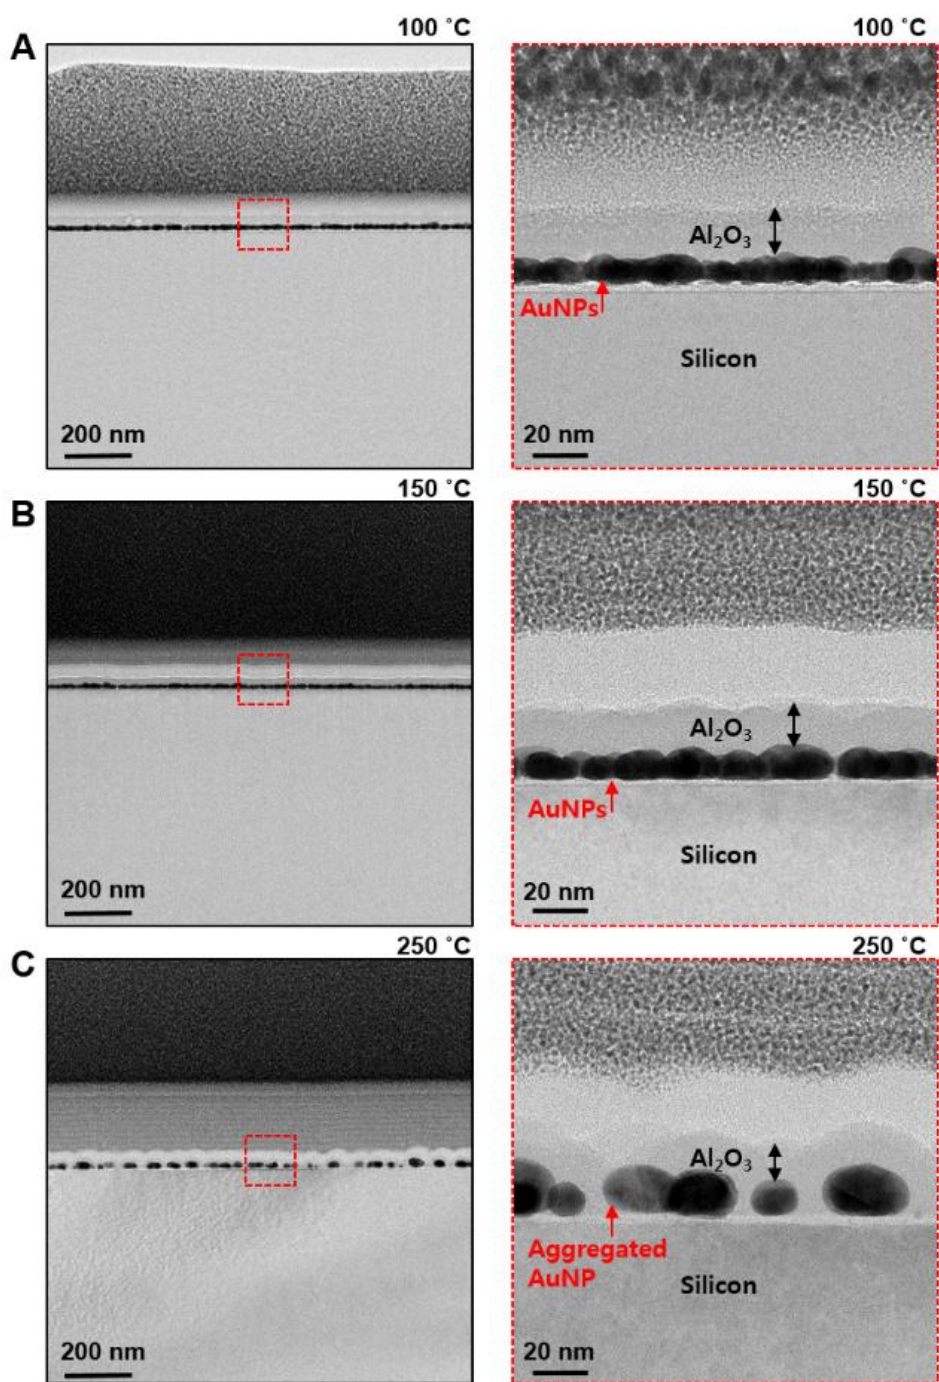 A
100 ˚C
100 ˚C
Al₂O₃
AuNPs
Silicon
200 nm
20 nm
B
150 ˚C
150 ˚C
Al₂O₃
AuNPs
Silicon
200 nm
20 nm
C
250 ˚C
250 ˚C
Al₂O₃
Aggregated
AuNP
Silicon
200 nm
20 nm